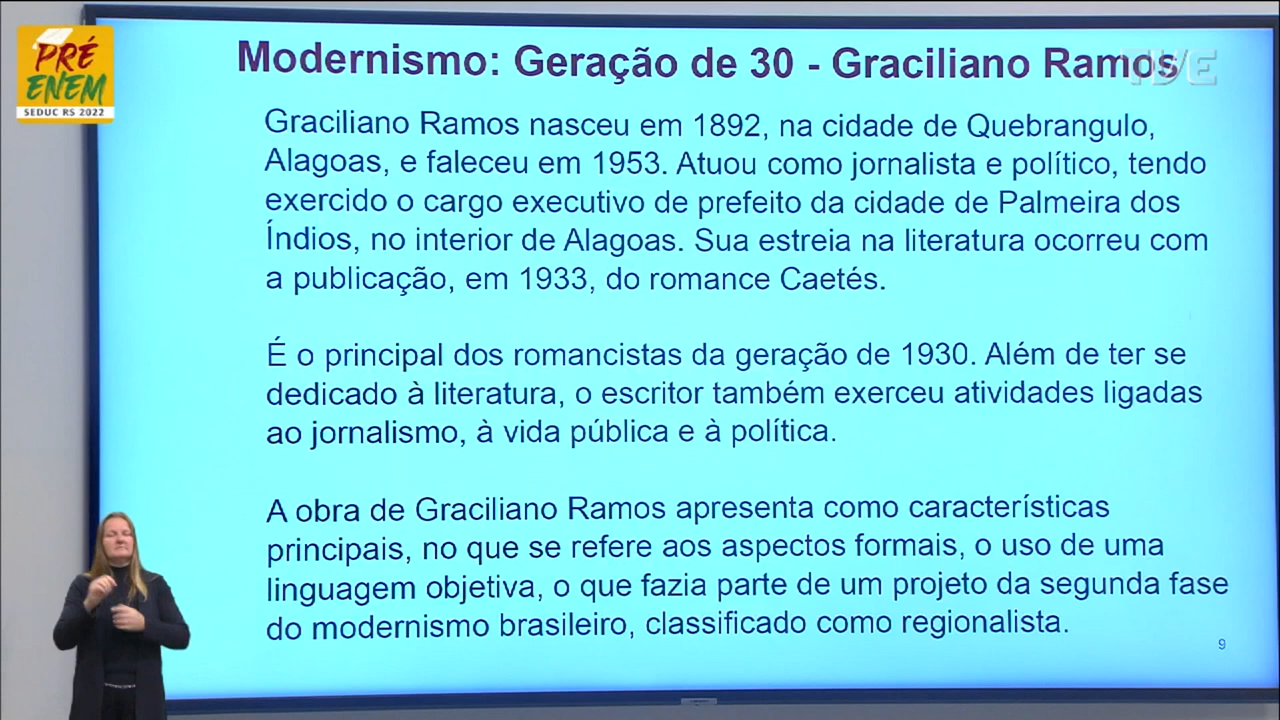 PRÉ
ENEM
SEDUC RS 2022
Modernismo: Geração de 30 - Graciliano Ramos
TVE
Graciliano Ramos nasceu em 1892, na cidade de Quebrangulo,
Alagoas, e faleceu em 1953. Atuou como jornalista e político, tendo
exercido o cargo executivo de prefeito da cidade de Palmeira dos
Índios, no interior de Alagoas. Sua estreia na literatura ocorreu com
a publicação, em 1933, do romance Caetés.
É o principal dos romancistas da geração de 1930. Além de ter se
dedicado à literatura, o escritor também exerceu atividades ligadas
ao jornalismo, à vida pública e à política.
A obra de Graciliano Ramos apresenta como características
principais, no que se refere aos aspectos formais, o uso de uma
linguagem objetiva, o que fazia parte de um projeto da segunda fase
do modernismo brasileiro, classificado como regionalista.
9